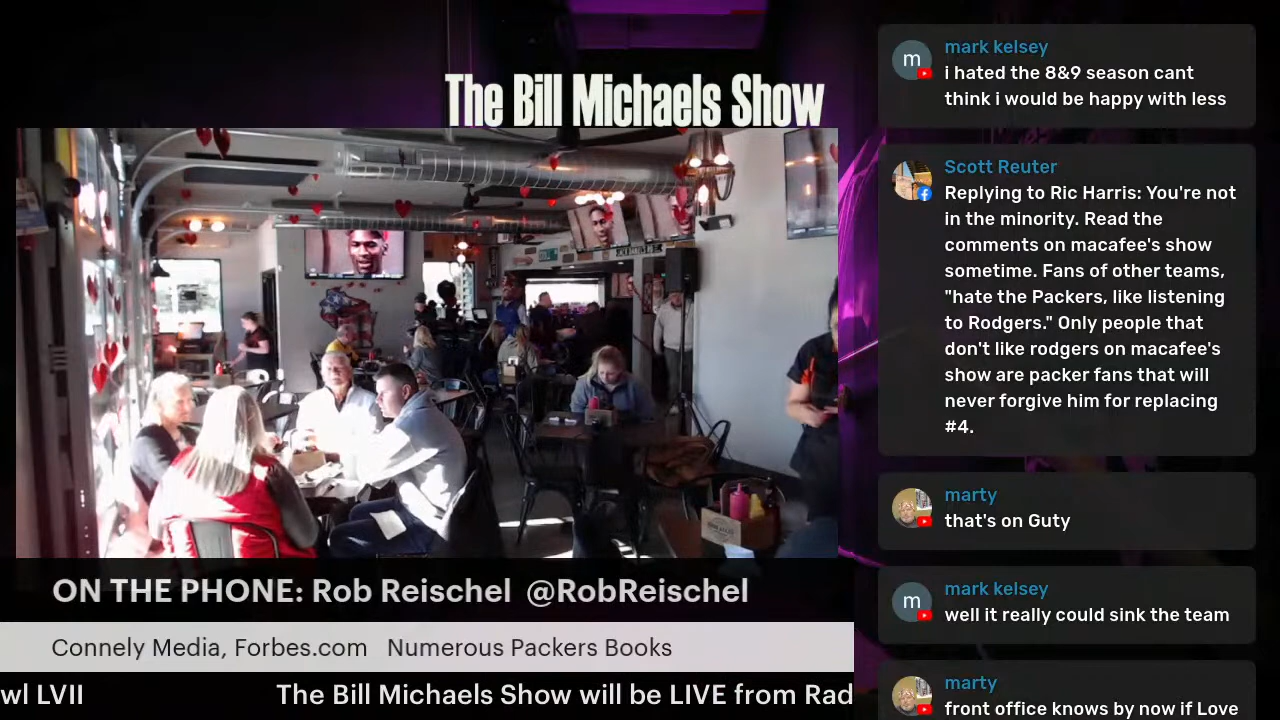 The Bill Michaels Show
ON THE PHONE: Rob Reischel @RobReischel
Connely Media, Forbes.com Numerous Packers Books
wl LVII The Bill Michaels Show will be LIVE from Rad
m
mark kelsey
i hated the 8&9 season cant
think i would be happy with less
Scott Reuter
Replying to Ric Harris: You're not
in the minority. Read the
comments on macafee's show
sometime. Fans of other teams,
"hate the Packers, like listening
to Rodgers." Only people that
don't like rodgers on macafee's
show are packer fans that will
never forgive him for replacing
#4.
marty
that's on Guty
m
mark kelsey
well it really could sink the team
marty
front office knows by now if Love